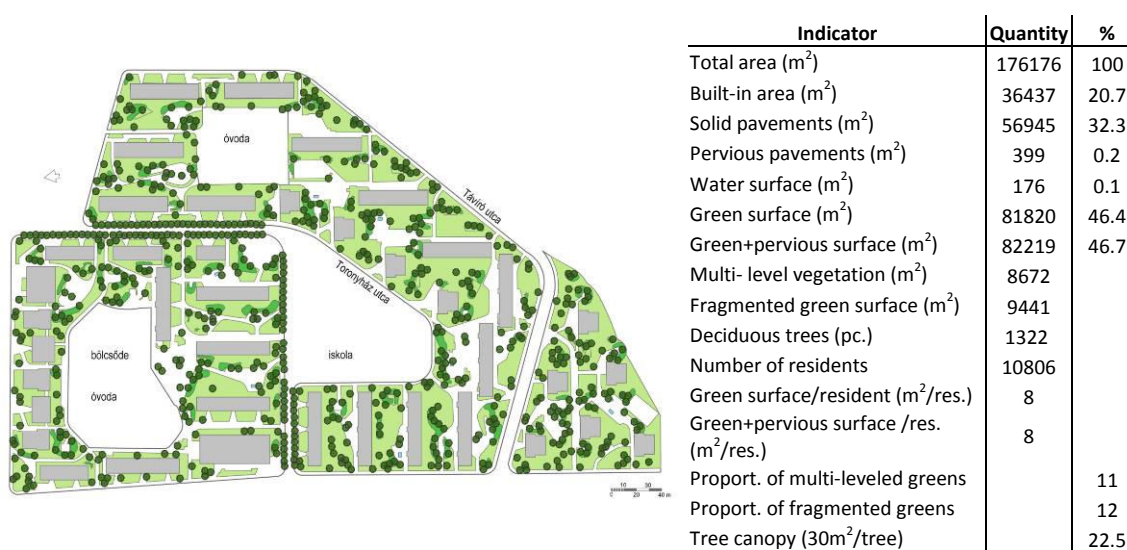 óvoda
Távíró utca
Toronyház utca
bölcsőde
óvoda
iskola
10 30
0 20 40 m
Indicator Quantity %
Total area (m²) 176176 100
Built-in area (m²) 36437 20.7
Solid pavements (m²) 56945 32.3
Pervious pavements (m²) 399 0.2
Water surface (m²) 176 0.1
Green surface (m²) 81820 46.4
Green+pervious surface (m²) 82219 46.7
Multi- level vegetation (m²) 8672
Fragmented green surface (m²) 9441
Deciduous trees (pc.) 1322
Number of residents 10806
Green surface/resident (m²/res.) 8
Green+pervious surface /res.
(m²/res.) 8
Proport. of multi-leveled greens 11
Proport. of fragmented greens 12
Tree canopy (30m²/tree) 22.5